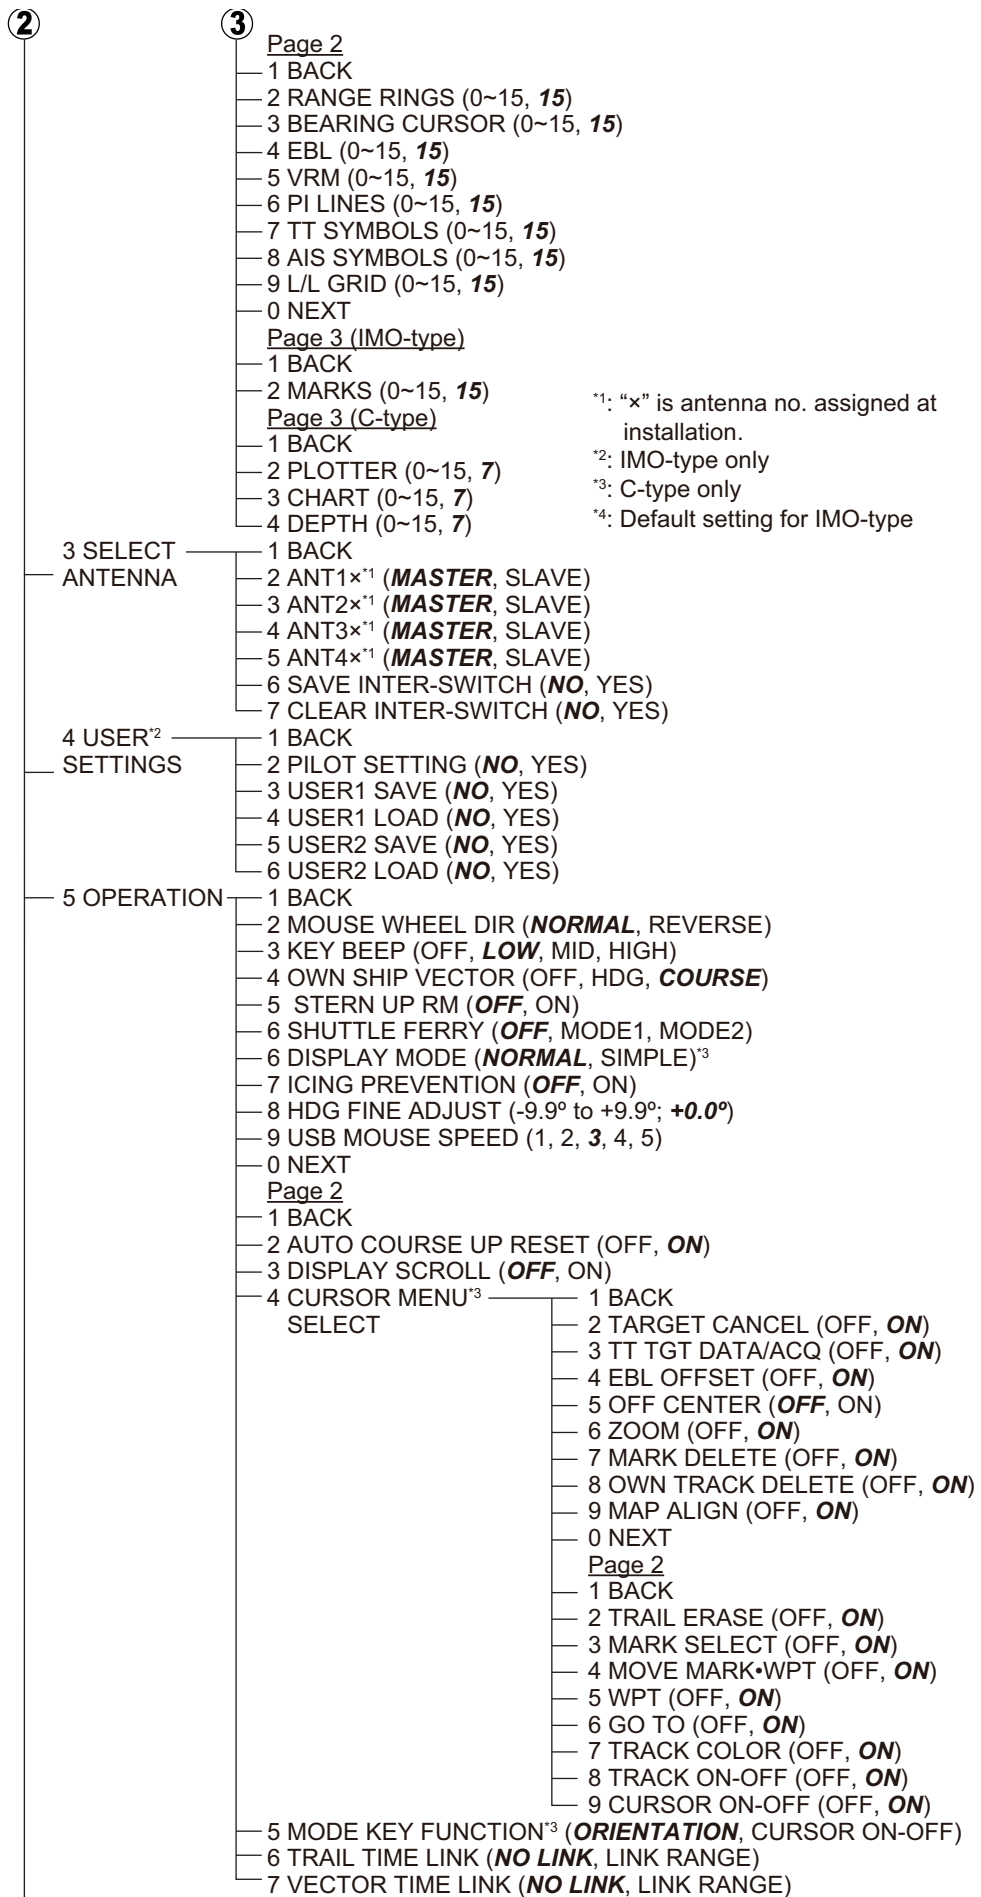 ② ③
Page 2
1 BACK
2 RANGE RINGS (0~15, 15)
3 BEARING CURSOR (0~15, 15)
4 EBL (0~15, 15)
5 VRM (0~15, 15)
6 PI LINES (0~15, 15)
7 TT SYMBOLS (0~15, 15)
8 AIS SYMBOLS (0~15, 15)
9 L/L GRID (0~15, 15)
0 NEXT
Page 3 (IMO-type)
1 BACK
2 MARKS (0~15, 15)
Page 3 (C-type)
1 BACK
2 PLOTTER (0~15, 7)
3 CHART (0~15, 7)
4 DEPTH (0~15, 7)
*1: “×” is antenna no. assigned at
installation.
*2: IMO-type only
*3: C-type only
*4: Default setting for IMO-type
3 SELECT
ANTENNA
1 BACK
2 ANT1×*1 (MASTER, SLAVE)
3 ANT2×*1 (MASTER, SLAVE)
4 ANT3×*1 (MASTER, SLAVE)
5 ANT4×*1 (MASTER, SLAVE)
6 SAVE INTER-SWITCH (NO, YES)
7 CLEAR INTER-SWITCH (NO, YES)
4 USER*2
SETTINGS
1 BACK
2 PILOT SETTING (NO, YES)
3 USER1 SAVE (NO, YES)
4 USER1 LOAD (NO, YES)
5 USER2 SAVE (NO, YES)
6 USER2 LOAD (NO, YES)
5 OPERATION
1 BACK
2 MOUSE WHEEL DIR (NORMAL, REVERSE)
3 KEY BEEP (OFF, LOW, MID, HIGH)
4 OWN SHIP VECTOR (OFF, HDG, COURSE)
5 STERN UP RM (OFF, ON)
6 SHUTTLE FERRY (OFF, MODE1, MODE2)
6 DISPLAY MODE (NORMAL, SIMPLE)*3
7 ICING PREVENTION (OFF, ON)
8 HDG FINE ADJUST (-9.9º to +9.9º; +0.0º)
9 USB MOUSE SPEED (1, 2, 3, 4, 5)
0 NEXT
Page 2
1 BACK
2 AUTO COURSE UP RESET (OFF, ON)
3 DISPLAY SCROLL (OFF, ON)
4 CURSOR MENU*3
SELECT
1 BACK
2 TARGET CANCEL (OFF, ON)
3 TT TGT DATA/ACQ (OFF, ON)
4 EBL OFFSET (OFF, ON)
5 OFF CENTER (OFF, ON)
6 ZOOM (OFF, ON)
7 MARK DELETE (OFF, ON)
8 OWN TRACK DELETE (OFF, ON)
9 MAP ALIGN (OFF, ON)
0 NEXT
Page 2
1 BACK
2 TRAIL ERASE (OFF, ON)
3 MARK SELECT (OFF, ON)
4 MOVE MARK•WPT (OFF, ON)
5 WPT (OFF, ON)
6 GO TO (OFF, ON)
7 TRACK COLOR (OFF, ON)
8 TRACK ON-OFF (OFF, ON)
9 CURSOR ON-OFF (OFF, ON)
5 MODE KEY FUNCTION*3 (ORIENTATION, CURSOR ON-OFF)
6 TRAIL TIME LINK (NO LINK, LINK RANGE)
7 VECTOR TIME LINK (NO LINK, LINK RANGE)